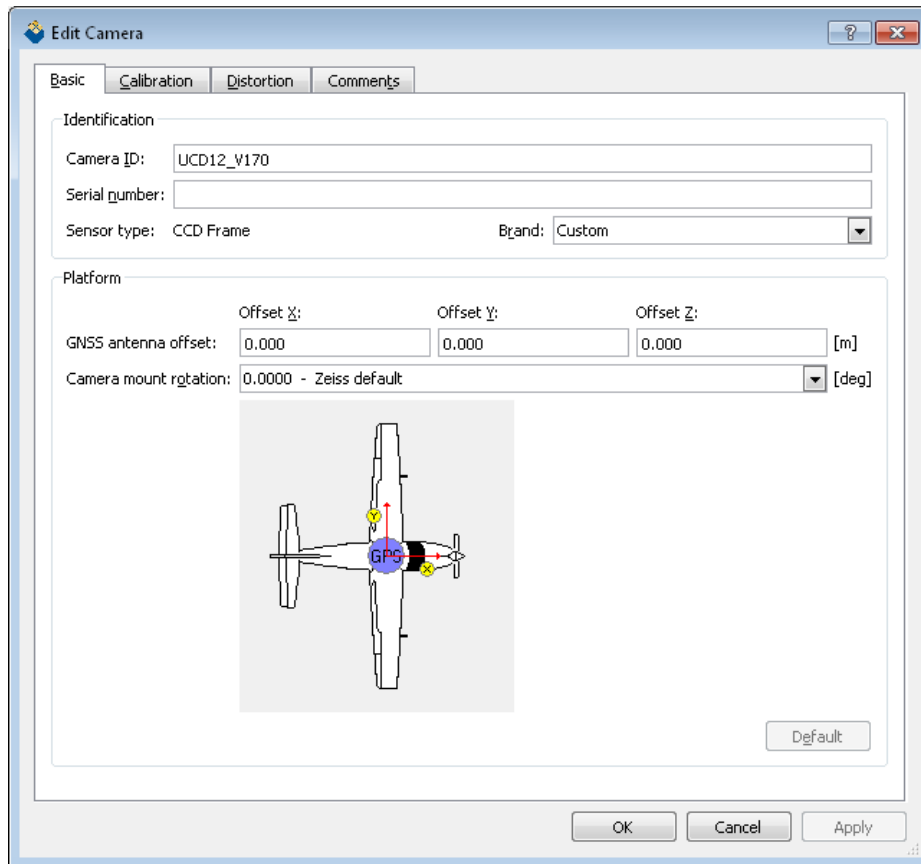 Edit Camera
Basic Calibration Distortion Comments
Identification
Camera ID: UCD12_V170
Serial number:
Sensor type: CCD Frame Brand: Custom
Platform
Offset X: Offset Y: Offset Z:
GNSS antenna offset: 0.000 0.000 0.000 [m]
Camera mount rotation: 0.0000 - Zeiss default [deg]
Y
GPS
X
Default
OK Cancel Apply